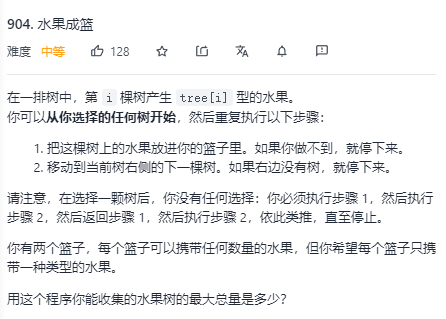 904. 水果成篮
难度 中等 128
在一排树中，第 i 棵树产生 tree[i] 型的水果。
你可以从你选择的任何树开始，然后重复执行以下步骤：
1. 把这棵树上的水果放进你的篮子里。如果你做不到，就停下来。
2. 移动到当前树右侧的下一棵树。如果右边没有树，就停下来。
请注意，在选择一颗树后，你没有任何选择：你必须执行步骤 1，然后执行
步骤 2，然后返回步骤 1，然后执行步骤 2，依此类推，直至停止。
你有两个篮子，每个篮子可以携带任何数量的水果，但你希望每个篮子只携
带一种类型的水果。
用这个程序你能收集的水果树的最大总量是多少？